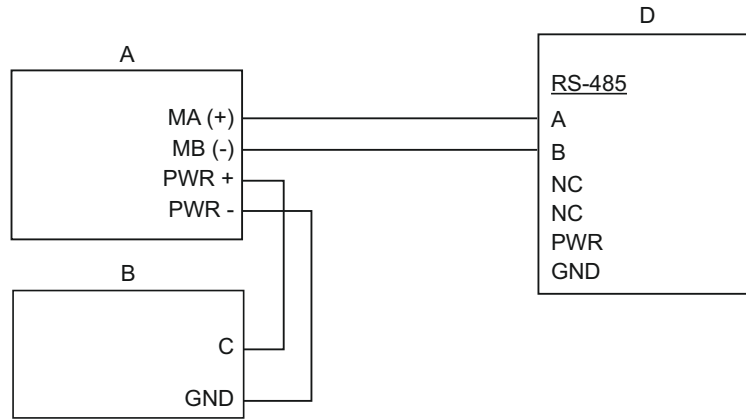 A
MA (+)
MB (-)
PWR +
PWR -
B
C
GND
D
RS-485
A
B
NC
NC
PWR
GND